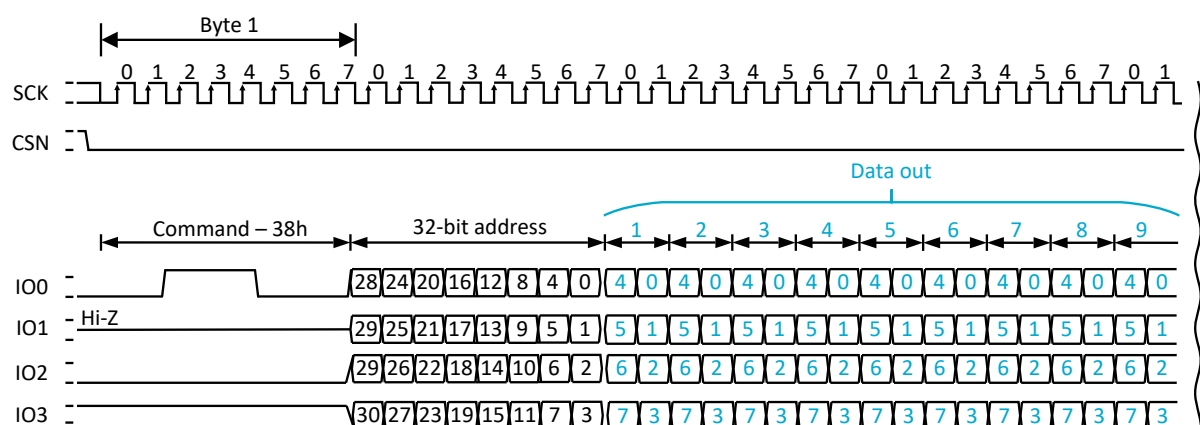 Byte 1
0 1 2 3 4 5 6 7 0 1 2 3 4 5 6 7 0 1 2 3 4 5 6 7 0 1 2 3 4 5 6 7 0 1
SCK
CSN
Data out
Command – 38h 32-bit address 1 2 3 4 5 6 7 8 9
IO0 28 24 20 16 12 8 4 0 4 0 4 0 4 0 4 0 4 0 4 0 4 0 4 0 4 0
IO1 Hi-Z 29 25 21 17 13 9 5 1 5 1 5 1 5 1 5 1 5 1 5 1 5 1 5 1 5 1
IO2 29 26 22 18 14 10 6 2 6 2 6 2 6 2 6 2 6 2 6 2 6 2 6 2 6 2
IO3 30 27 23 19 15 11 7 3 7 3 7 3 7 3 7 3 7 3 7 3 7 3 7 3 7 3